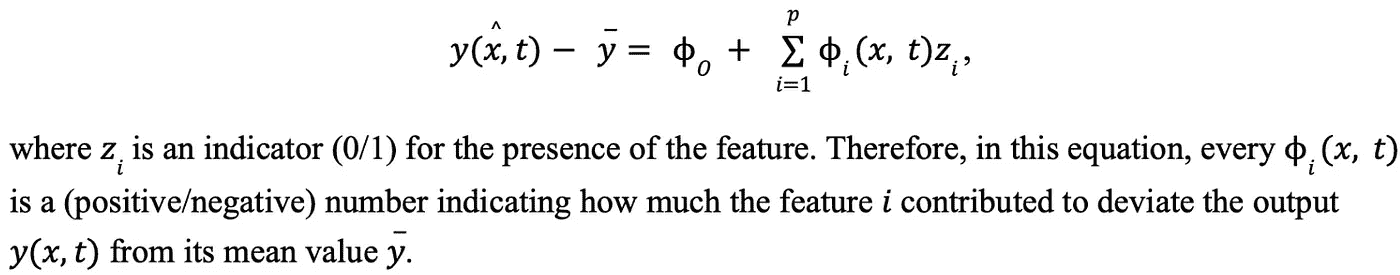 y(x̂, t) − ȳ = ϕ₀ + ∑ᵢ₌₁ᵖ ϕᵢ(x, t)zᵢ,
where zᵢ is an indicator (0/1) for the presence of the feature. Therefore, in this equation, every ϕᵢ(x, t)
is a (positive/negative) number indicating how much the feature i contributed to deviate the output
y(x, t) from its mean value ȳ.